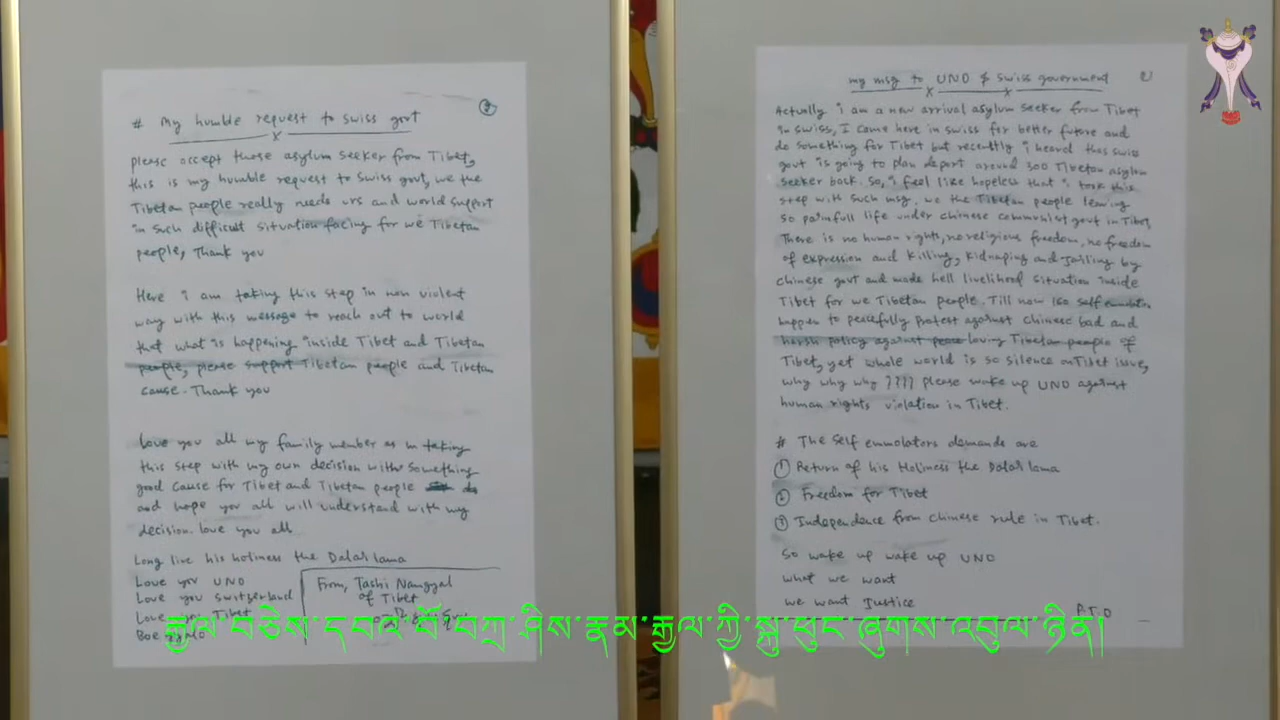 ②
# My humble request to swiss govt
please accept those asylum seeker from Tibet,
this is my humble request to swiss govt, we the
Tibetan people really needs urs and world support
in such difficult situation facing for we Tibetan
people, Thank you
Here i am taking this step in non violent
way with this message to reach out to world
that what is happening inside Tibet and Tibetan
people, please support Tibetan people and Tibetan
cause. Thank you
Love you all my family member as im taking
this step with my own decision with something
good cause for Tibet and Tibetan people
and hope you all will understand with my
decision. love you all
Long live his holiness the Dalai lama
Love you UNO
Love you switzerland
Love you Tibet
Boe gyalo
From, Tashi Namgyal
of Tibet
my msg to UNO & swiss government
Actually i am a new arrival asylum seeker from Tibet
in swiss, I came here in swiss for better future and
do something for Tibet but recently i heard that swiss
govt is going to plan deport around 300 Tibetan asylum
seeker back. So, i feel like hopeless that i took this
step with such msg. we the Tibetan people leaving
so painfull life under chinese communist govt in Tibet,
There is no human rights, no religious freedom, no freedom
of expression and killing, kidnaping and Jailing by
chinese govt and made hell livelihood situation inside
Tibet for we Tibetan people. Till now 160 self emmolation
happen to peacefully protest against chinese bad and
harsh policy against peace loving Tibetan people of
Tibet, yet whole world is so silence on Tibet issue,
why why why ???? please wake up UNO against
human rights violation in Tibet.
# The self emmolators demands are
① Return of his Holiness the Dalai lama
② Freedom for Tibet
③ Independence from chinese rule in Tibet.
So wake up wake up UNO
what we want
we want Justice
P.T.O
རྒྱལ་གཅེས་དཔའ་བོ་བཀྲ་ཤིས་རྣམ་རྒྱལ་ཀྱི་སྐུ་ཕུང་ཞུགས་འབུལ་ཉིན།